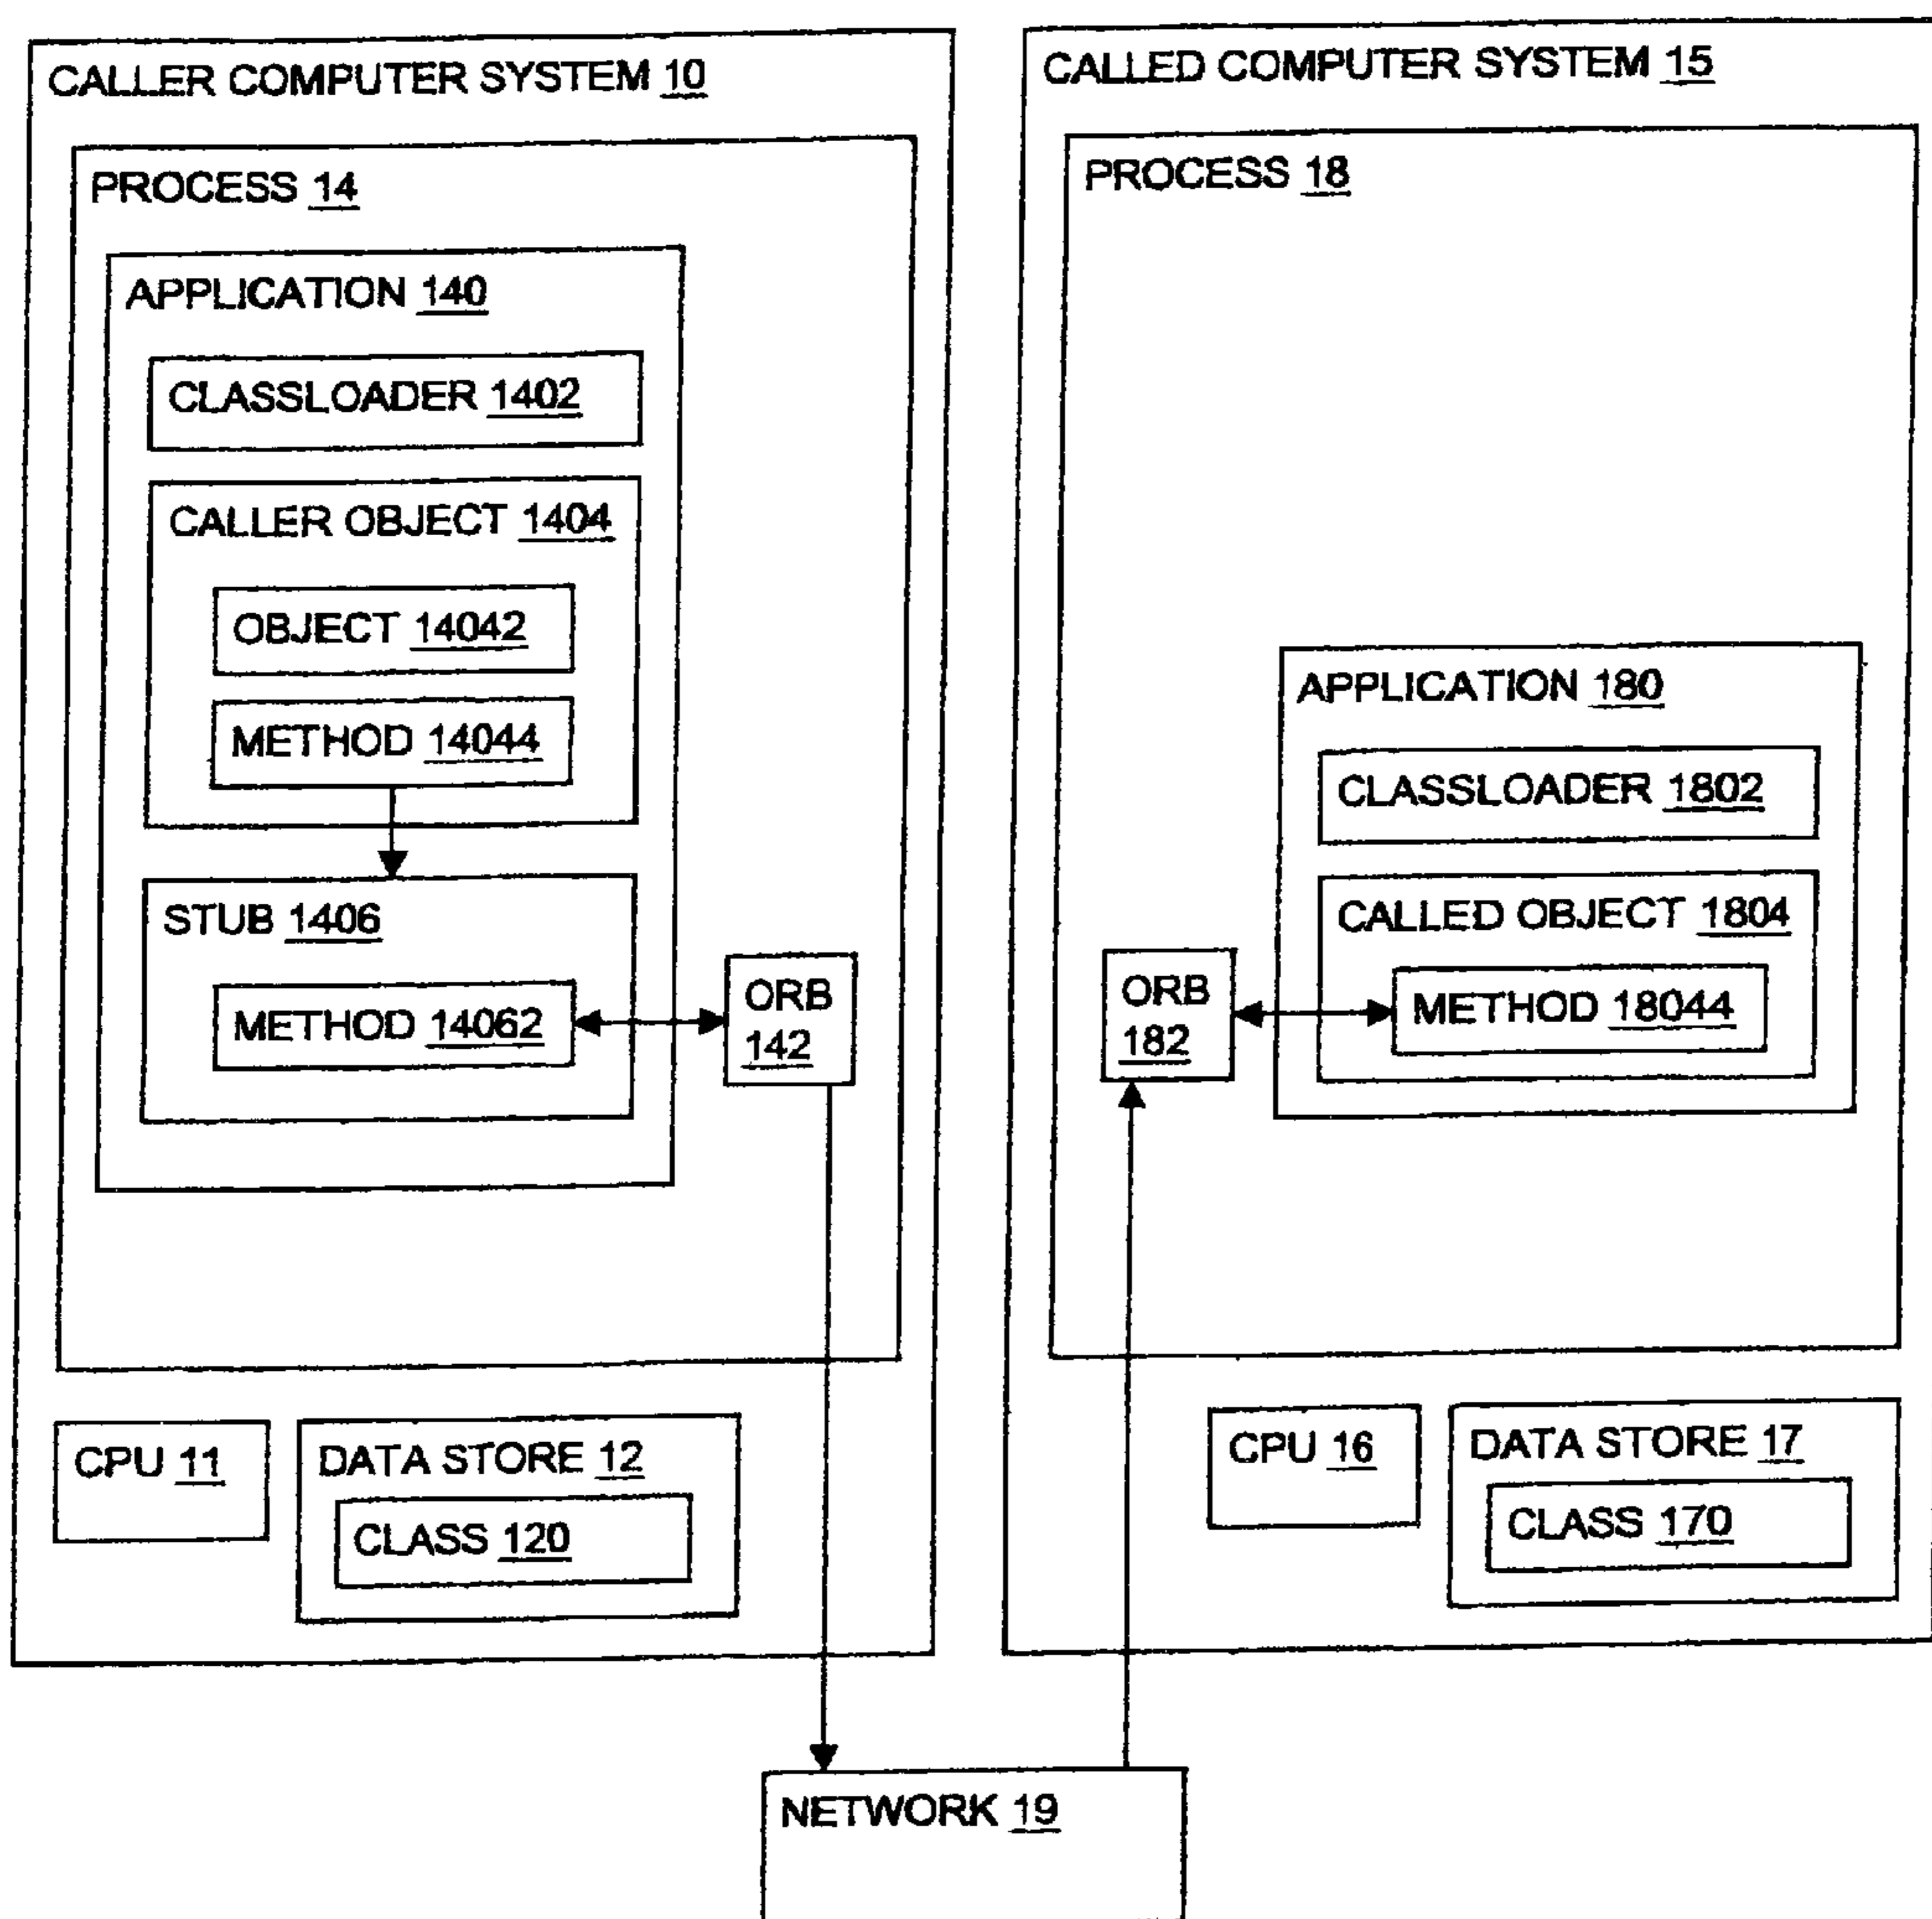 CALLER COMPUTER SYSTEM 10
PROCESS 14
APPLICATION 140
CLASSLOADER 1402
CALLER OBJECT 1404
OBJECT 14042
METHOD 14044
STUB 1406
METHOD 14062
ORB
142
CPU 11
DATA STORE 12
CLASS 120
CALLED COMPUTER SYSTEM 15
PROCESS 18
APPLICATION 180
CLASSLOADER 1802
CALLED OBJECT 1804
METHOD 18044
ORB
182
CPU 16
DATA STORE 17
CLASS 170
NETWORK 19